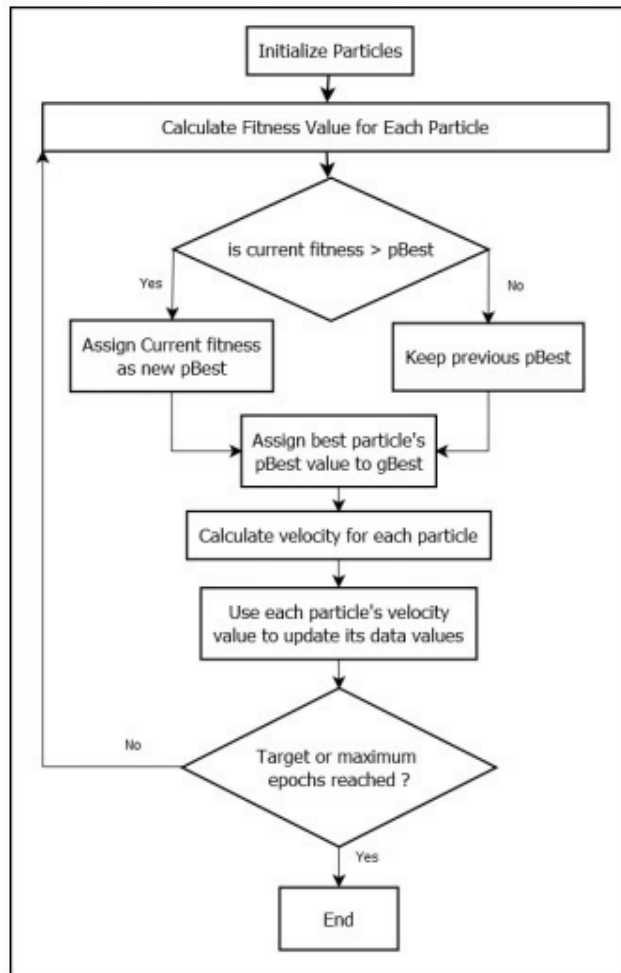 Initialize Particles
Calculate Fitness Value for Each Particle
is current fitness > pBest
Yes
No
Assign Current fitness
as new pBest
Keep previous pBest
Assign best particle's
pBest value to gBest
Calculate velocity for each particle
Use each particle's velocity
value to update its data values
No
Target or maximum
epochs reached ?
Yes
End